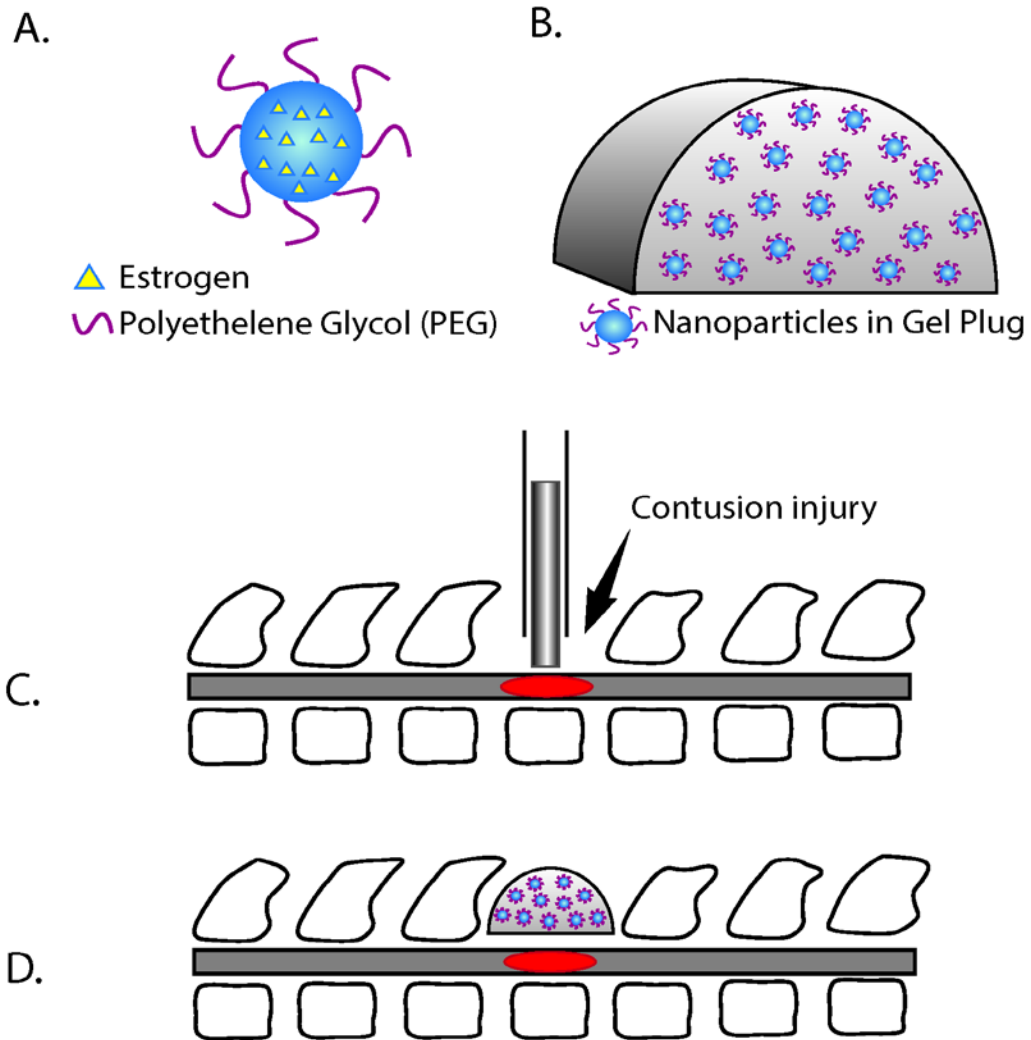 A.
B.
Estrogen
Polyethelene Glycol (PEG)
Nanoparticles in Gel Plug
Contusion injury
C.
D.